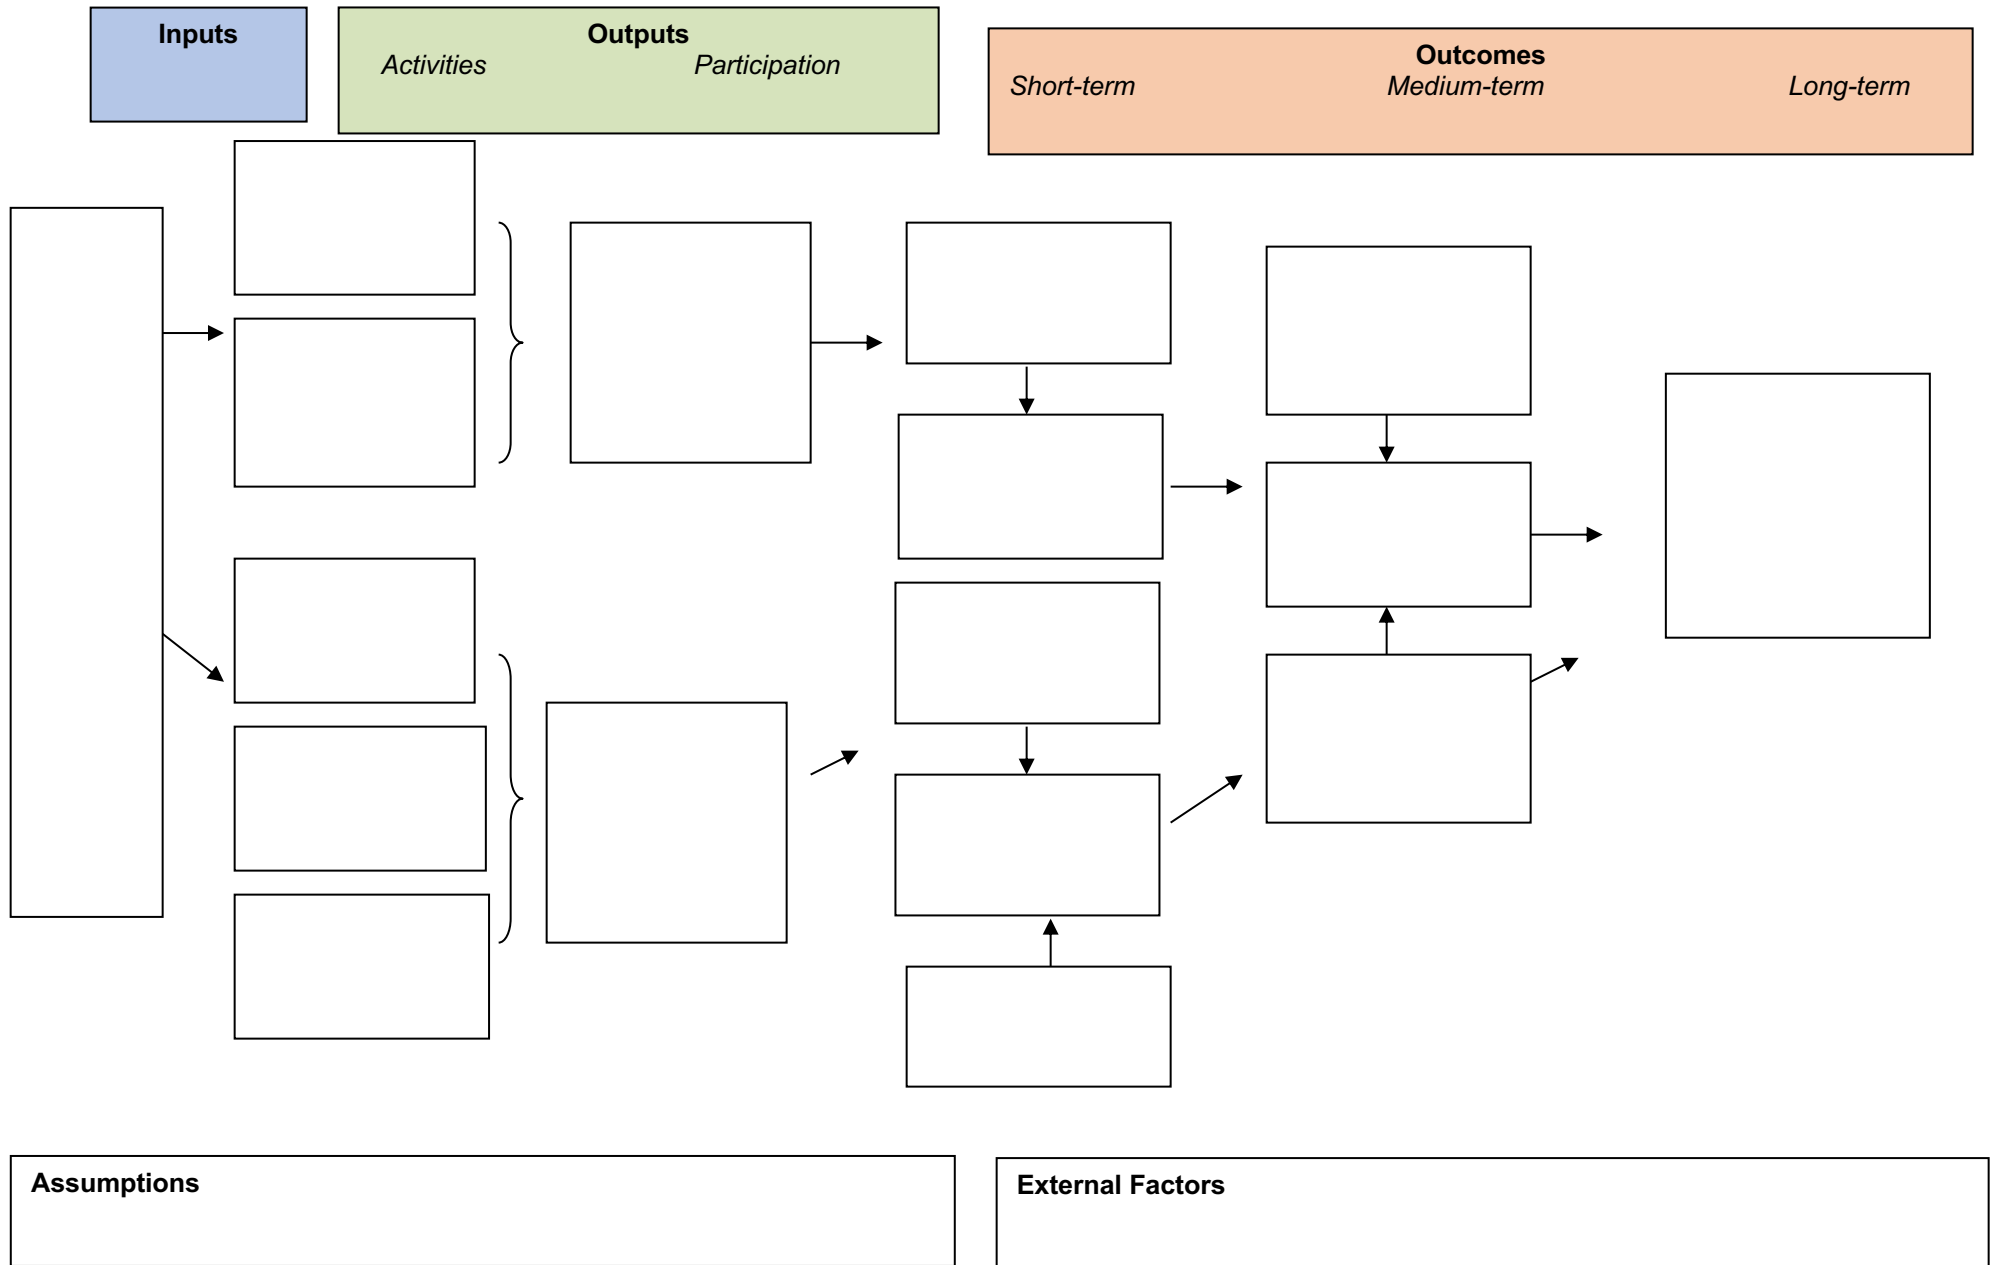 Inputs
Outputs
Activities Participation
Outcomes
Short-term Medium-term Long-term
Assumptions
External Factors